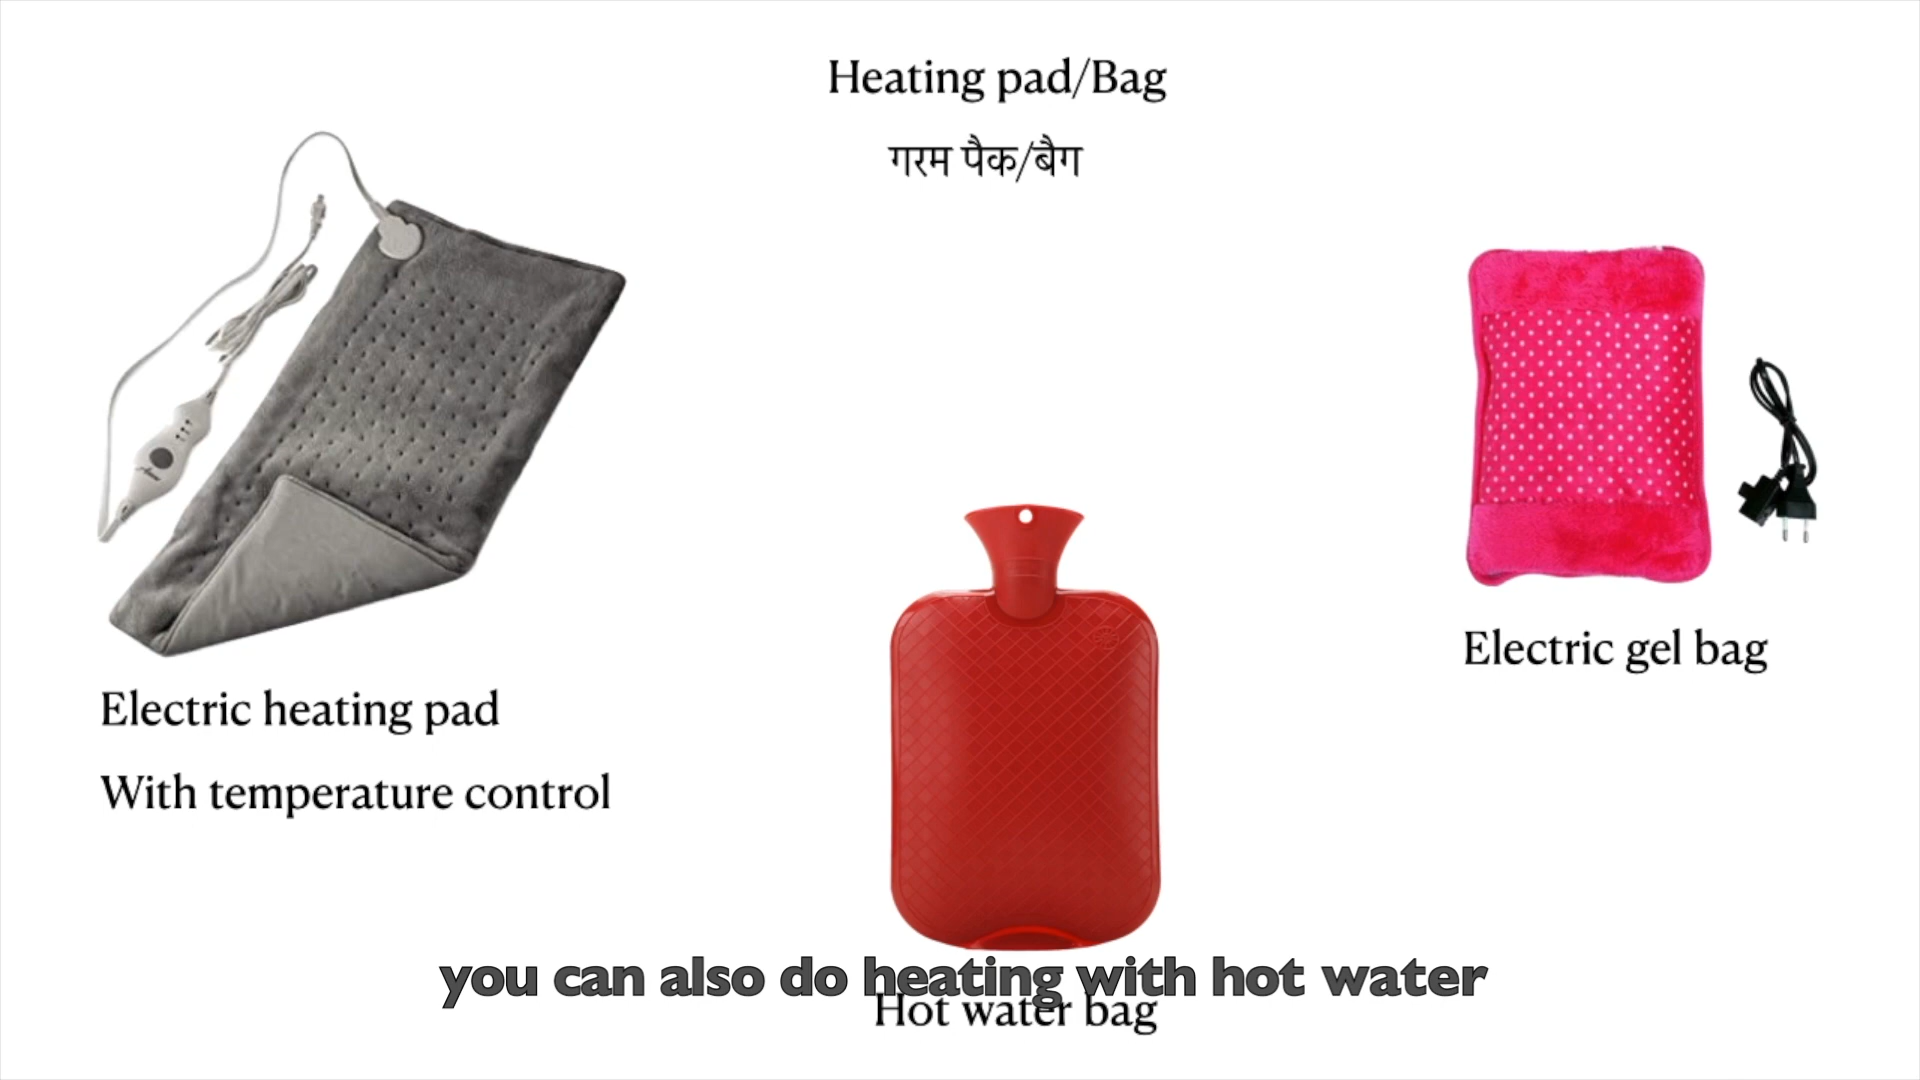 Heating pad/Bag
गरम पैक/बैग
Electric heating pad
With temperature control
Electric gel bag
you can also do heating with hot water
Hot water bag